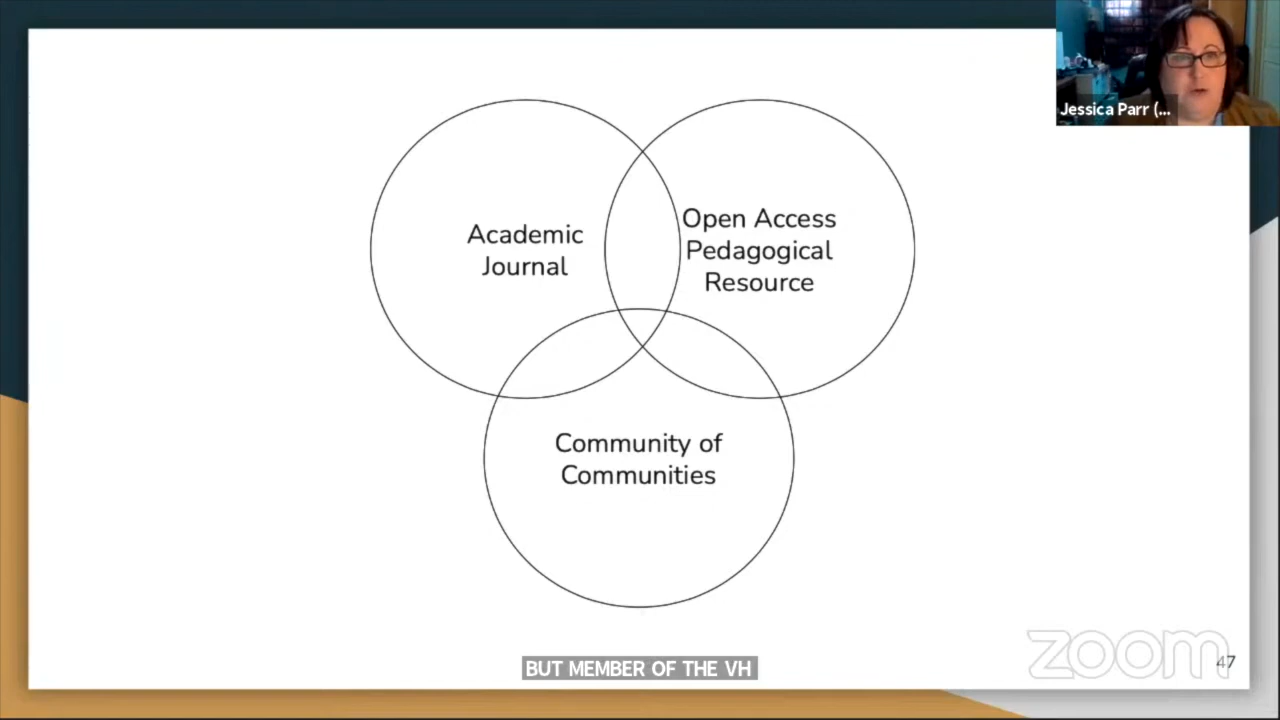 Jessica Parr (...
Academic
Journal
Open Access
Pedagogical
Resource
Community of
Communities
BUT MEMBER OF THE VH
zoom
47